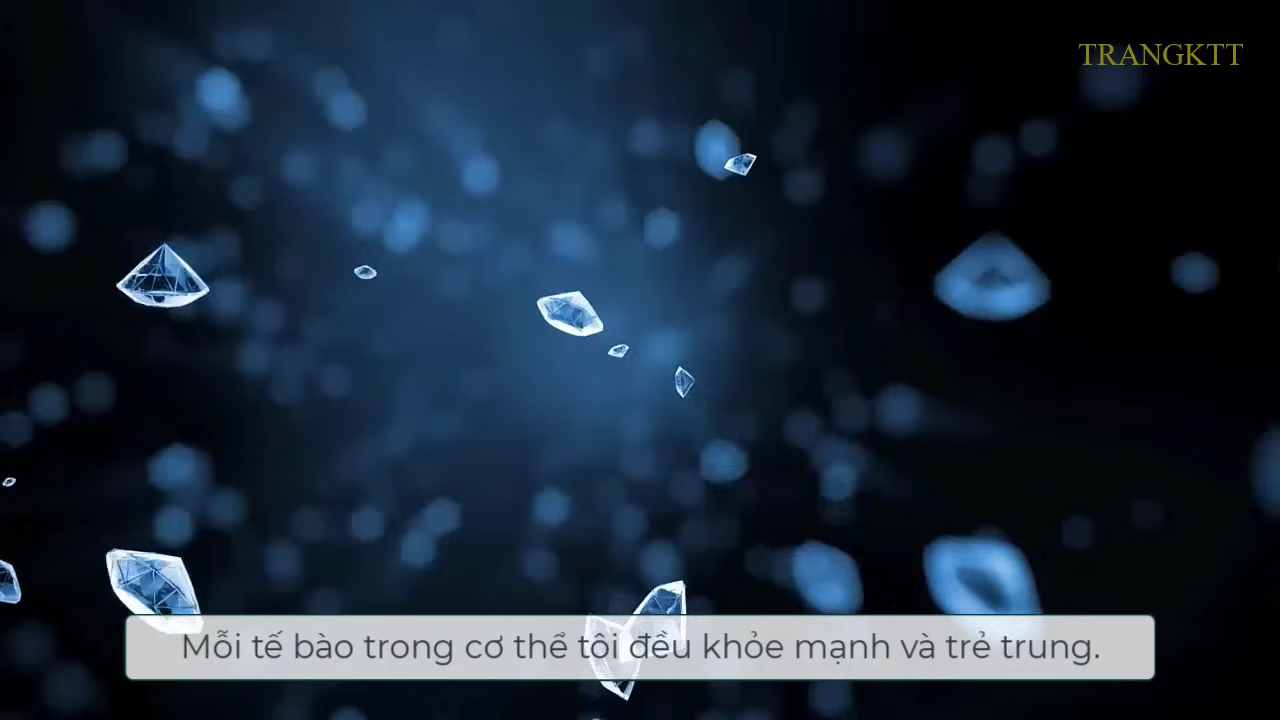 TRANGKTT
Mỗi tế bào trong cơ thể tôi đều khỏe mạnh và trẻ trung.